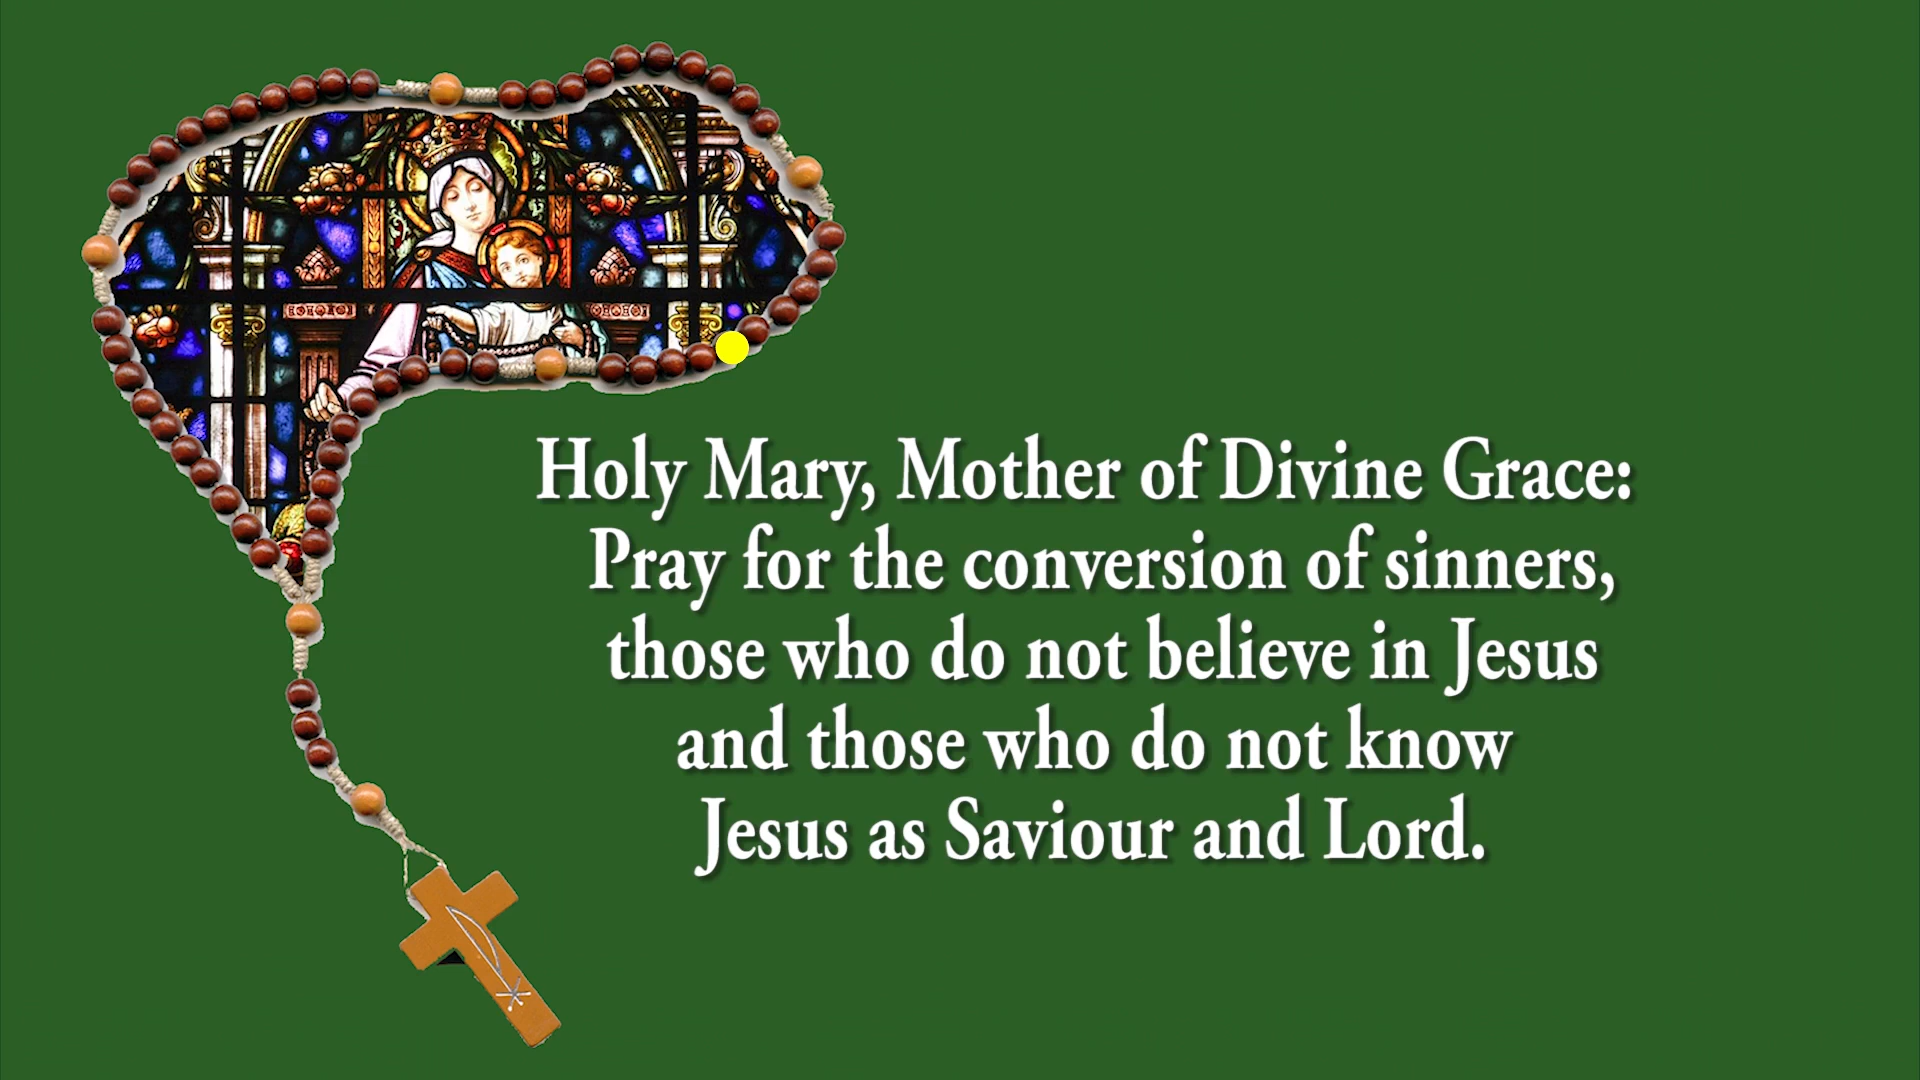 Holy Mary, Mother of Divine Grace:
Pray for the conversion of sinners,
those who do not believe in Jesus
and those who do not know
Jesus as Saviour and Lord.